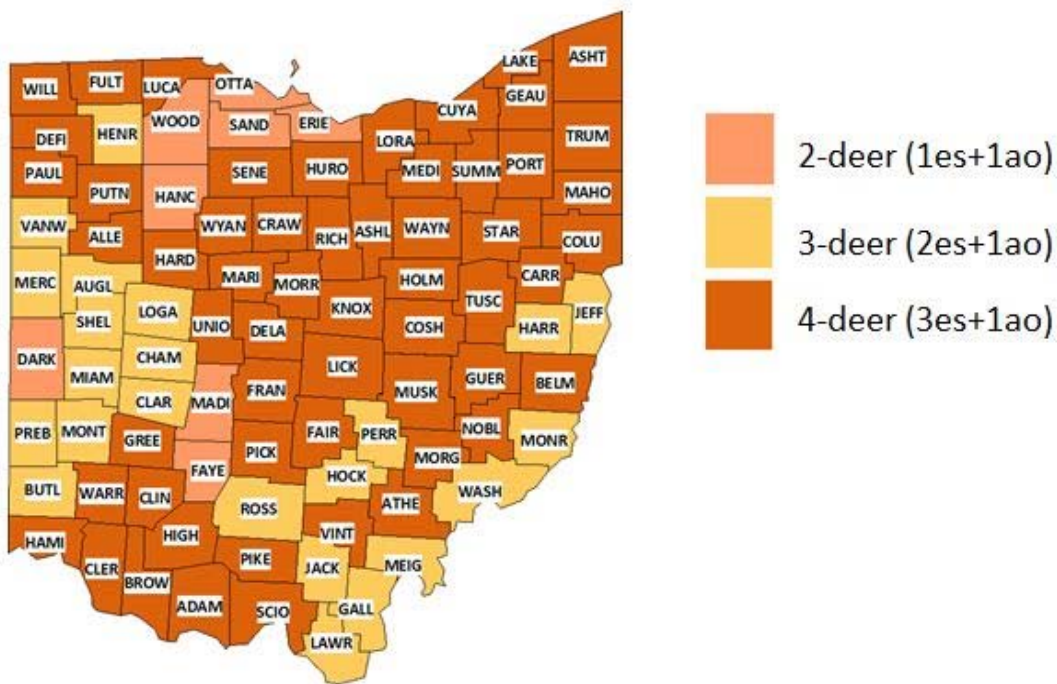 LAKE
ASHT
WILL
FULT
LUCA
OTTA
GEAU
CUYA
HENR
WOOD
SAND
ERIE
LORA
TRUM
DEFI
PAUL
PUTN
HANC
SENE
HURO
MEDI
SUMM
PORT
MAHO
VANW
ALLE
WYAN
CRAW
RICH
ASHL
WAYN
STAR
COLU
HARD
MERC
AUGL
MARI
MORR
HOLM
CARR
TUSC
SHEL
LOGA
UNIO
DELA
KNOX
COSH
HARR
JEFF
DARK
CHAM
MIAM
LICK
GUER
BELM
CLAR
MADI
FRAN
MUSK
PREB
MONT
GREE
PICK
FAIR
PERR
NOBL
MONR
MORG
FAYE
HOCK
WASH
BUTL
WARR
CLIN
ROSS
ATHE
HAMI
HIGH
VINT
CLER
BROW
PIKE
JACK
MEIG
ADAM
SCIO
GALL
LAWR
2-deer (1es+1ao)
3-deer (2es+1ao)
4-deer (3es+1ao)